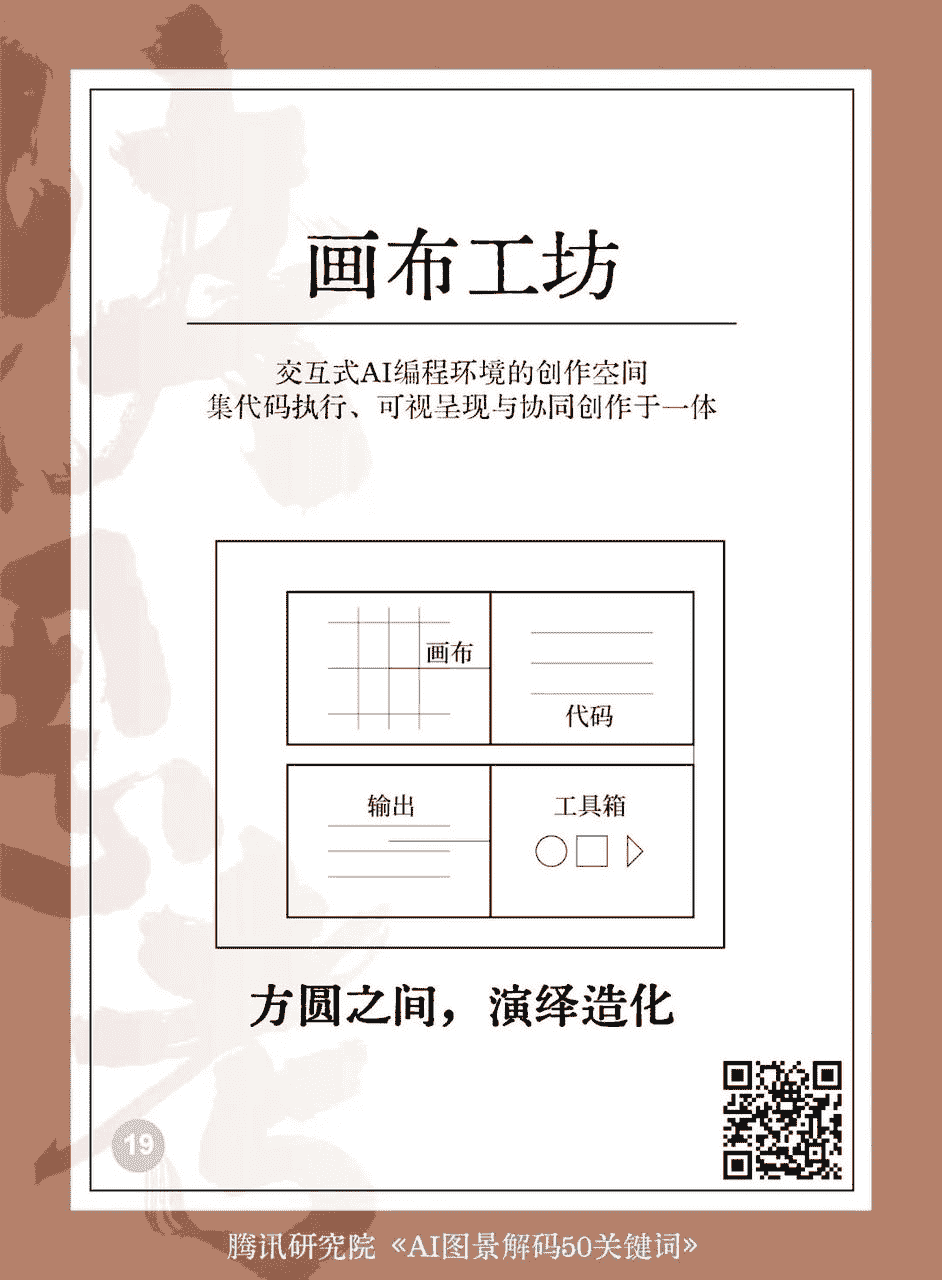 画布工坊
交互式AI编程环境的创作空间
集代码执行、可视呈现与协同创作于一体
画布
代码
输出
工具箱
方圆之间，演绎造化
19
腾讯研究院《AI图景解码50关键词》